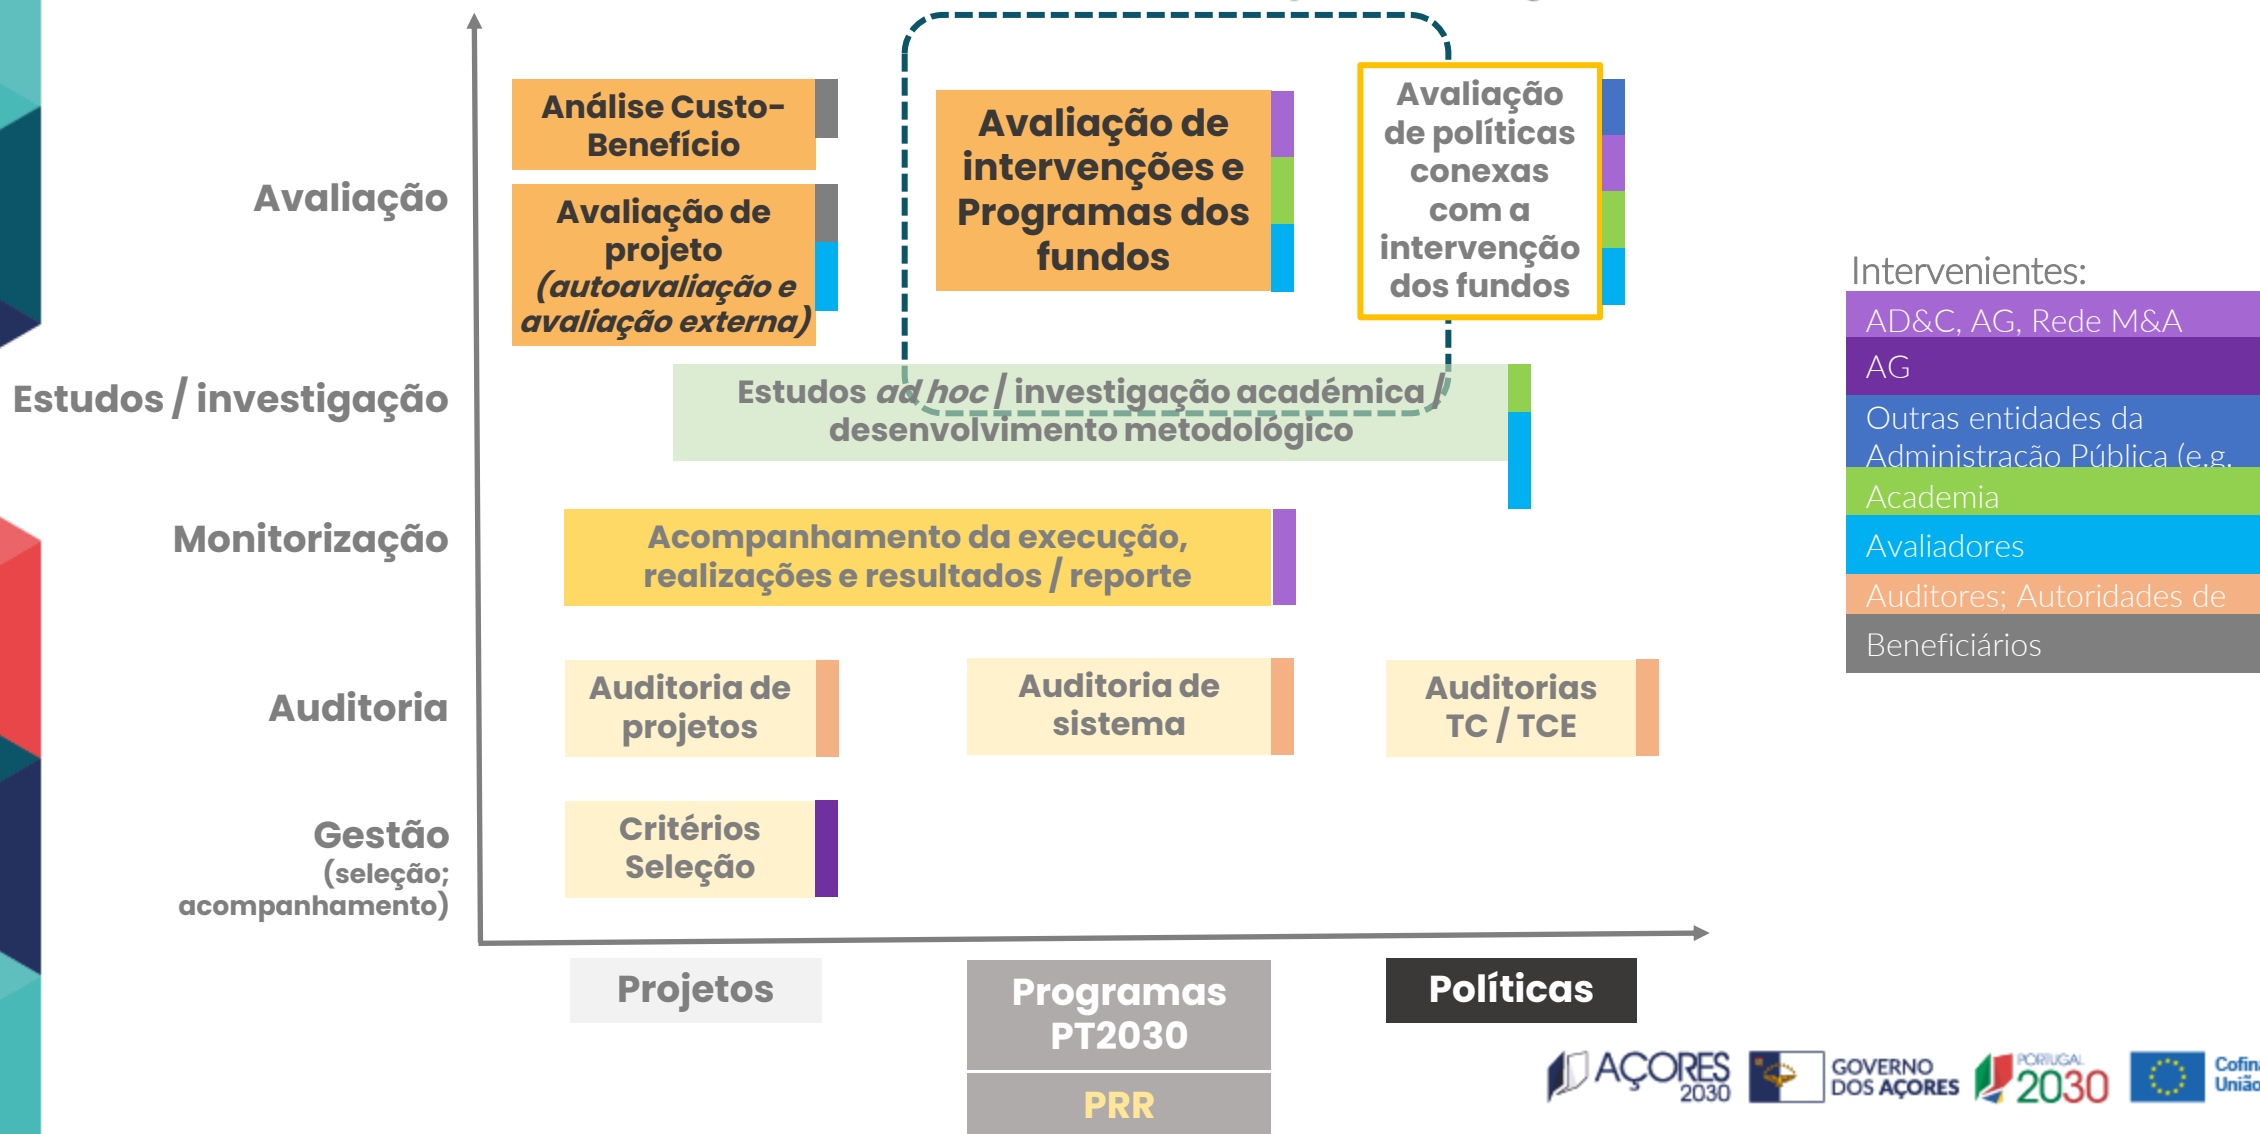 Análise Custo-
Benefício
Avaliação de
projeto
(autoavaliação e
avaliação externa)
Avaliação de
intervenções e
Programas dos
fundos
Avaliação
de políticas
conexas
com a
intervenção
dos fundos
Avaliação
Estudos / investigação
Estudos ad hoc / investigação académica /
desenvolvimento metodológico
Monitorização
Acompanhamento da execução,
realizações e resultados / reporte
Auditoria
Auditoria de
projetos
Auditoria de
sistema
Auditorias
TC / TCE
Gestão
(seleção;
acompanhamento)
Critérios
Seleção
Projetos
Programas
PT2030
PRR
Políticas
Intervenientes:
AD&C, AG, Rede M&A
AG
Outras entidades da
Administração Pública (e.g.
Academia
Avaliadores
Auditores; Autoridades de
Beneficiários
AÇORES
2030
GOVERNO
DOS AÇORES
PORTUGAL
2030